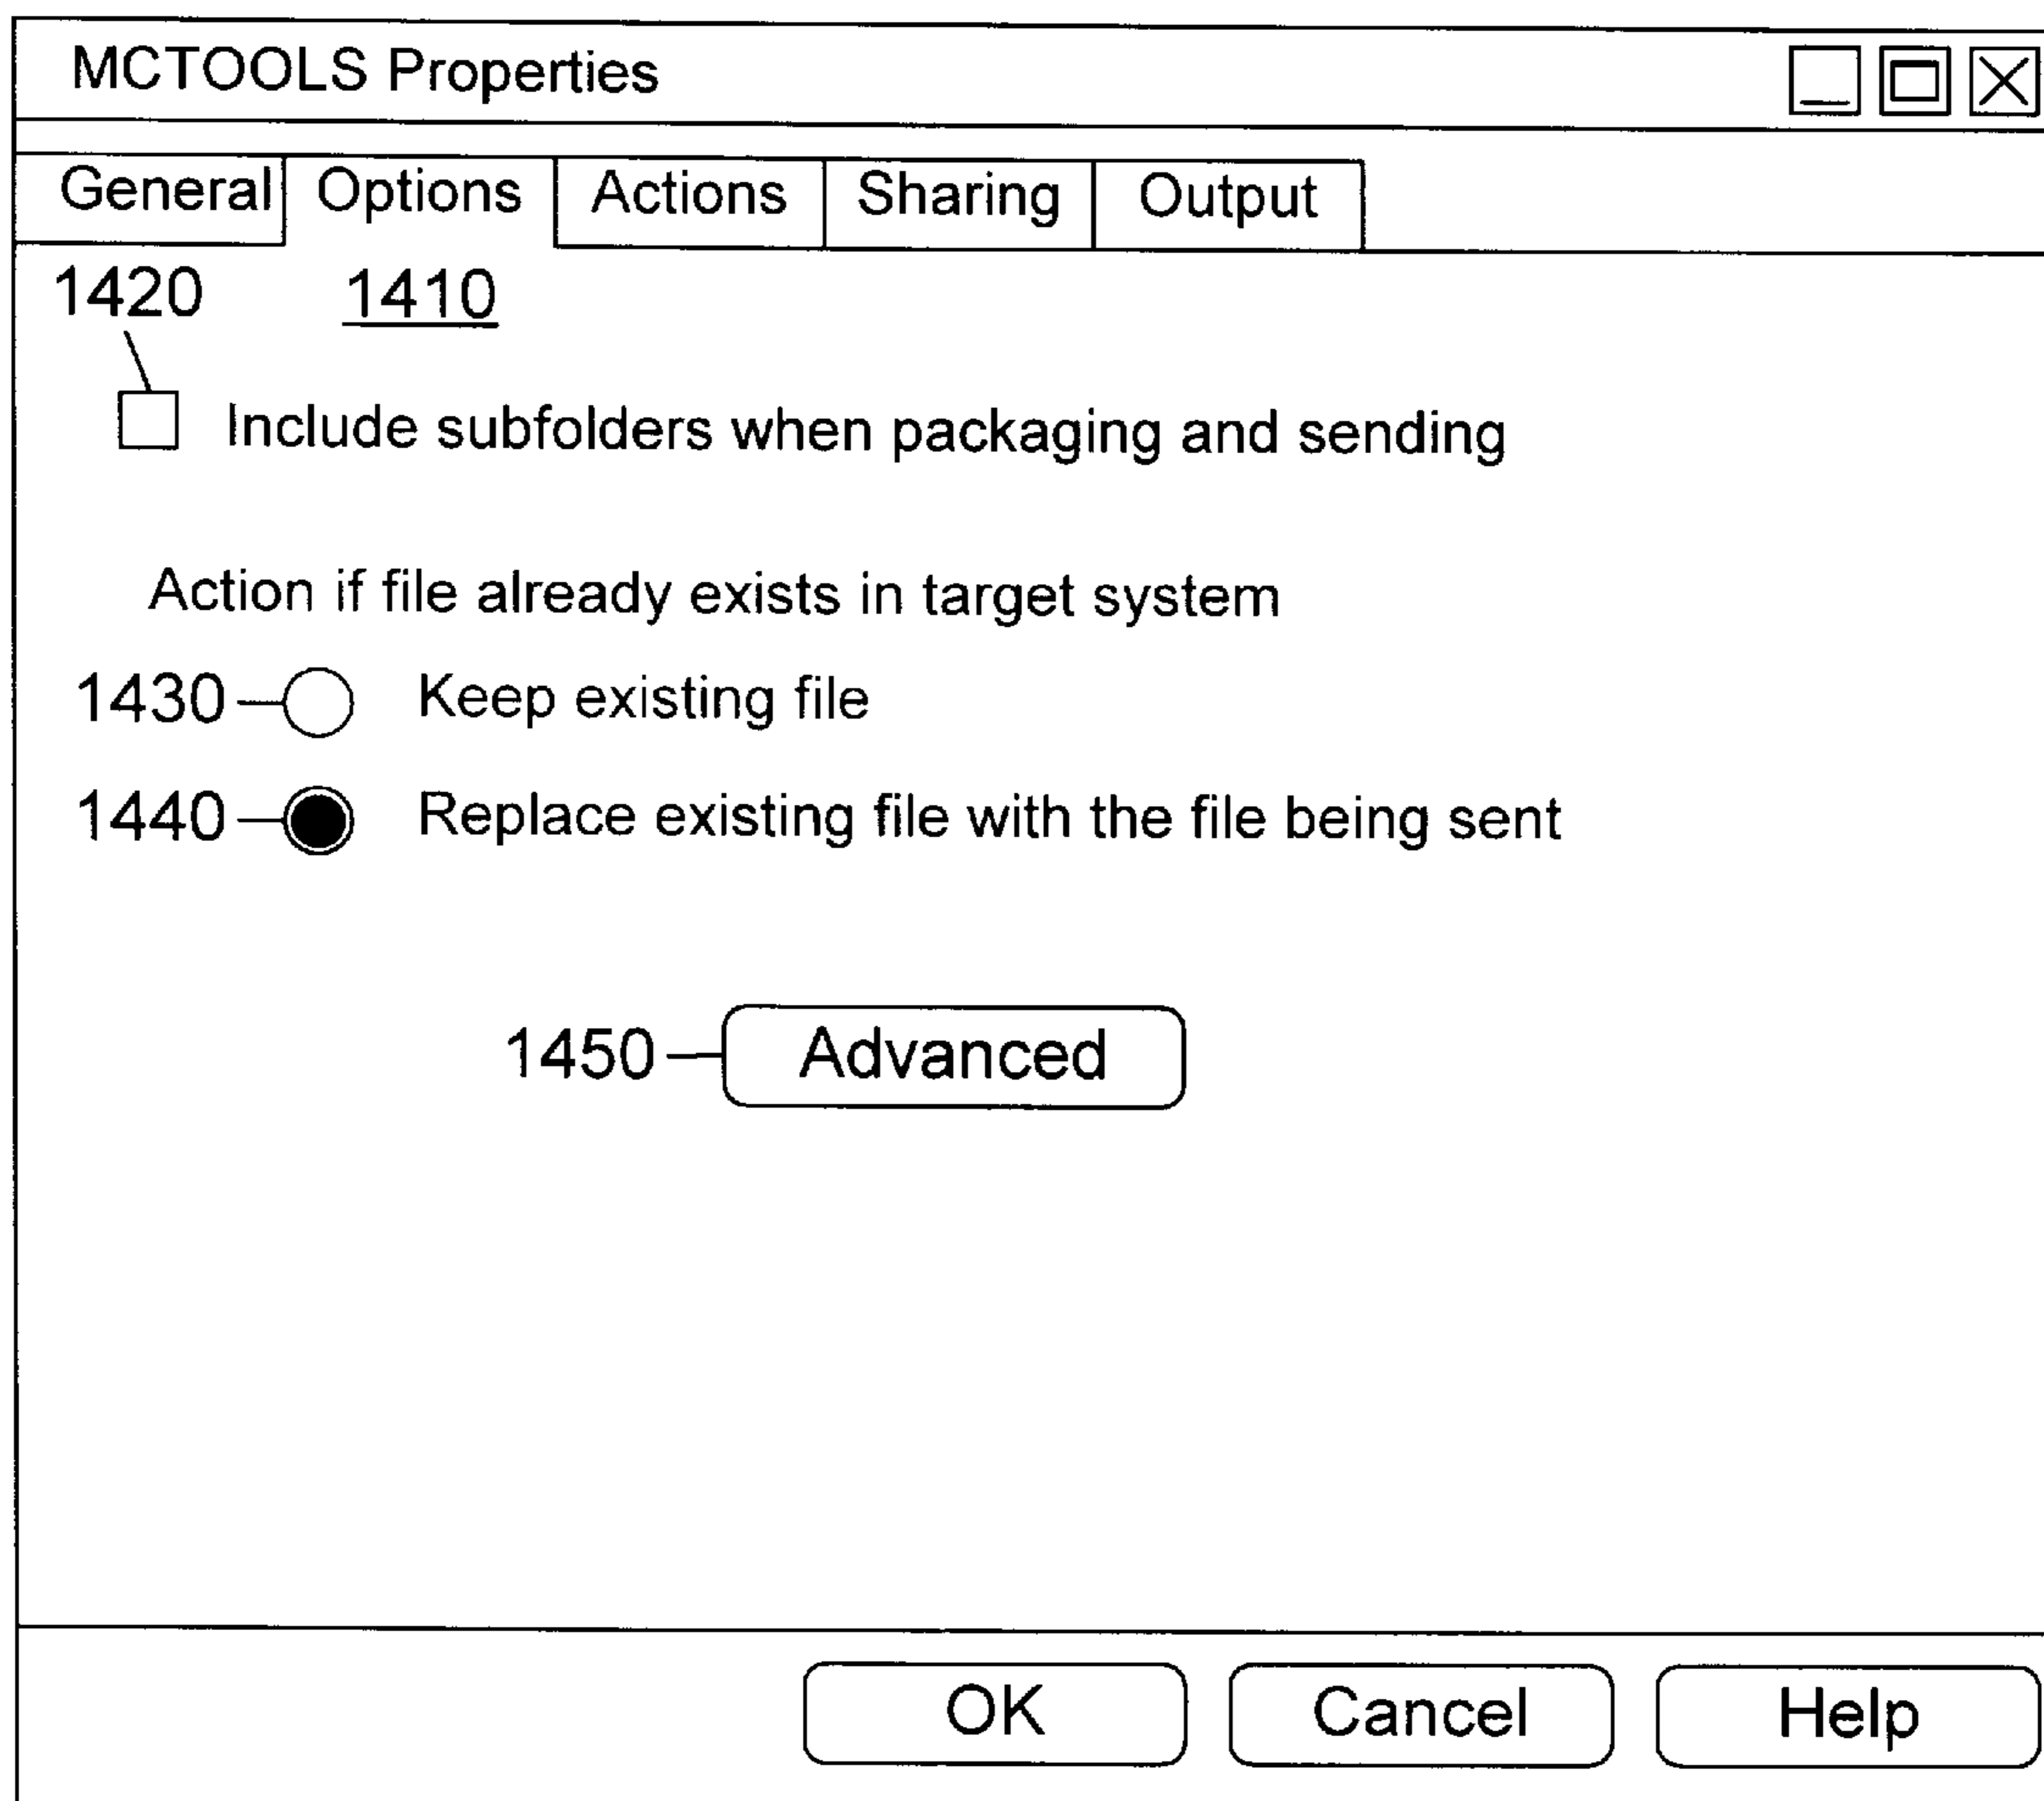 MCTOOLS Properties
General Options Actions Sharing Output
1420 1410
Include subfolders when packaging and sending
Action if file already exists in target system
1430 Keep existing file
1440 Replace existing file with the file being sent
1450 Advanced
OK Cancel Help